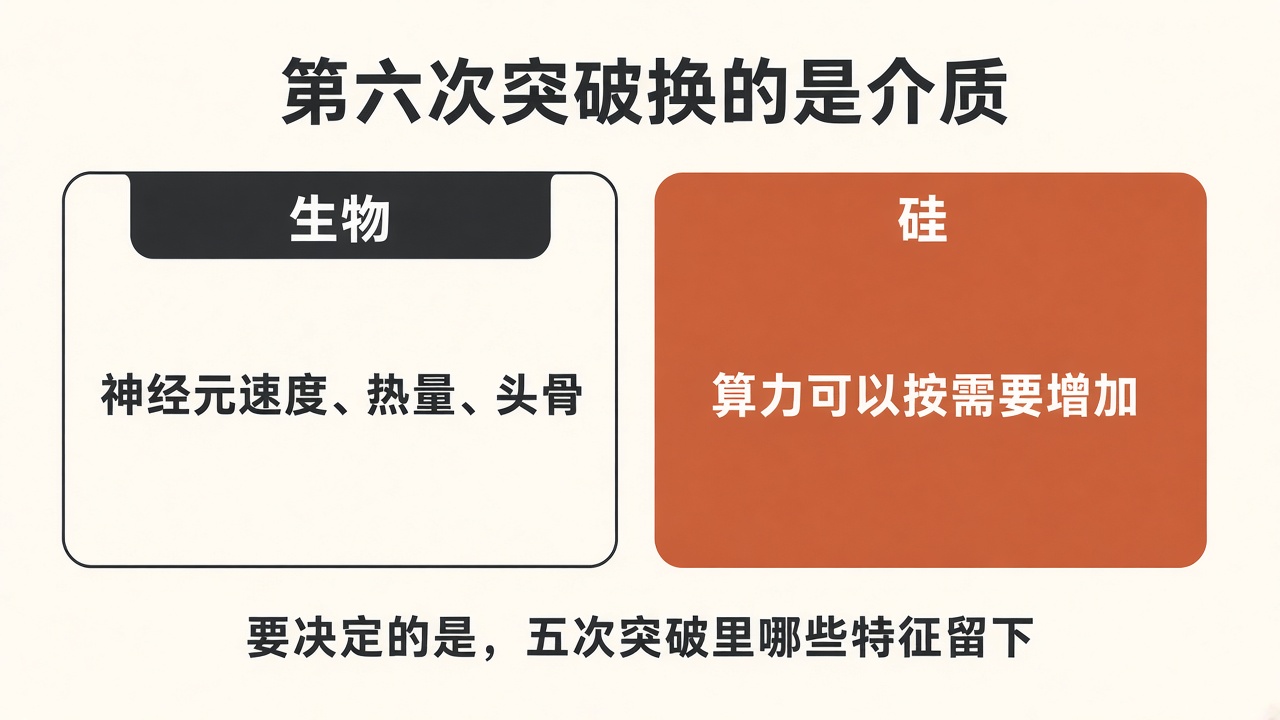 第六次突破换的是介质
生物
神经元速度、热量、头骨
硅
算力可以按需要增加
要决定的是，五次突破里哪些特征留下